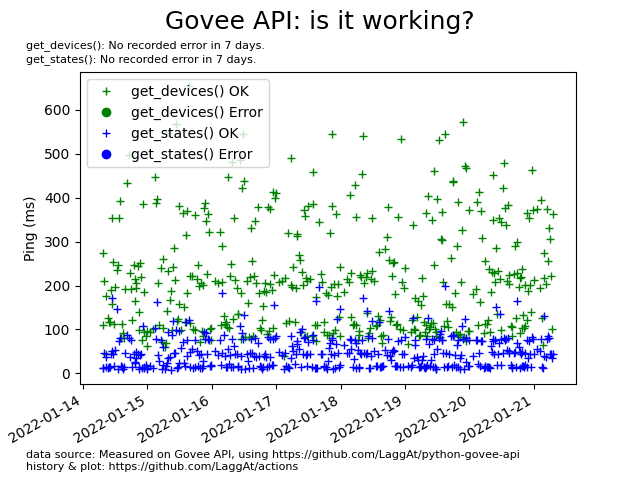 Govee API: is it working?
get_devices(): No recorded error in 7 days.
get_states(): No recorded error in 7 days.
get_devices() OK
get_devices() Error
get_states() OK
get_states() Error
Ping (ms)
600
500
400
300
200
100
0
2022-01-14
2022-01-15
2022-01-16
2022-01-17
2022-01-18
2022-01-19
2022-01-20
2022-01-21
data source: Measured on Govee API, using https://github.com/LaggAt/python-govee-api
history & plot: https://github.com/LaggAt/actions